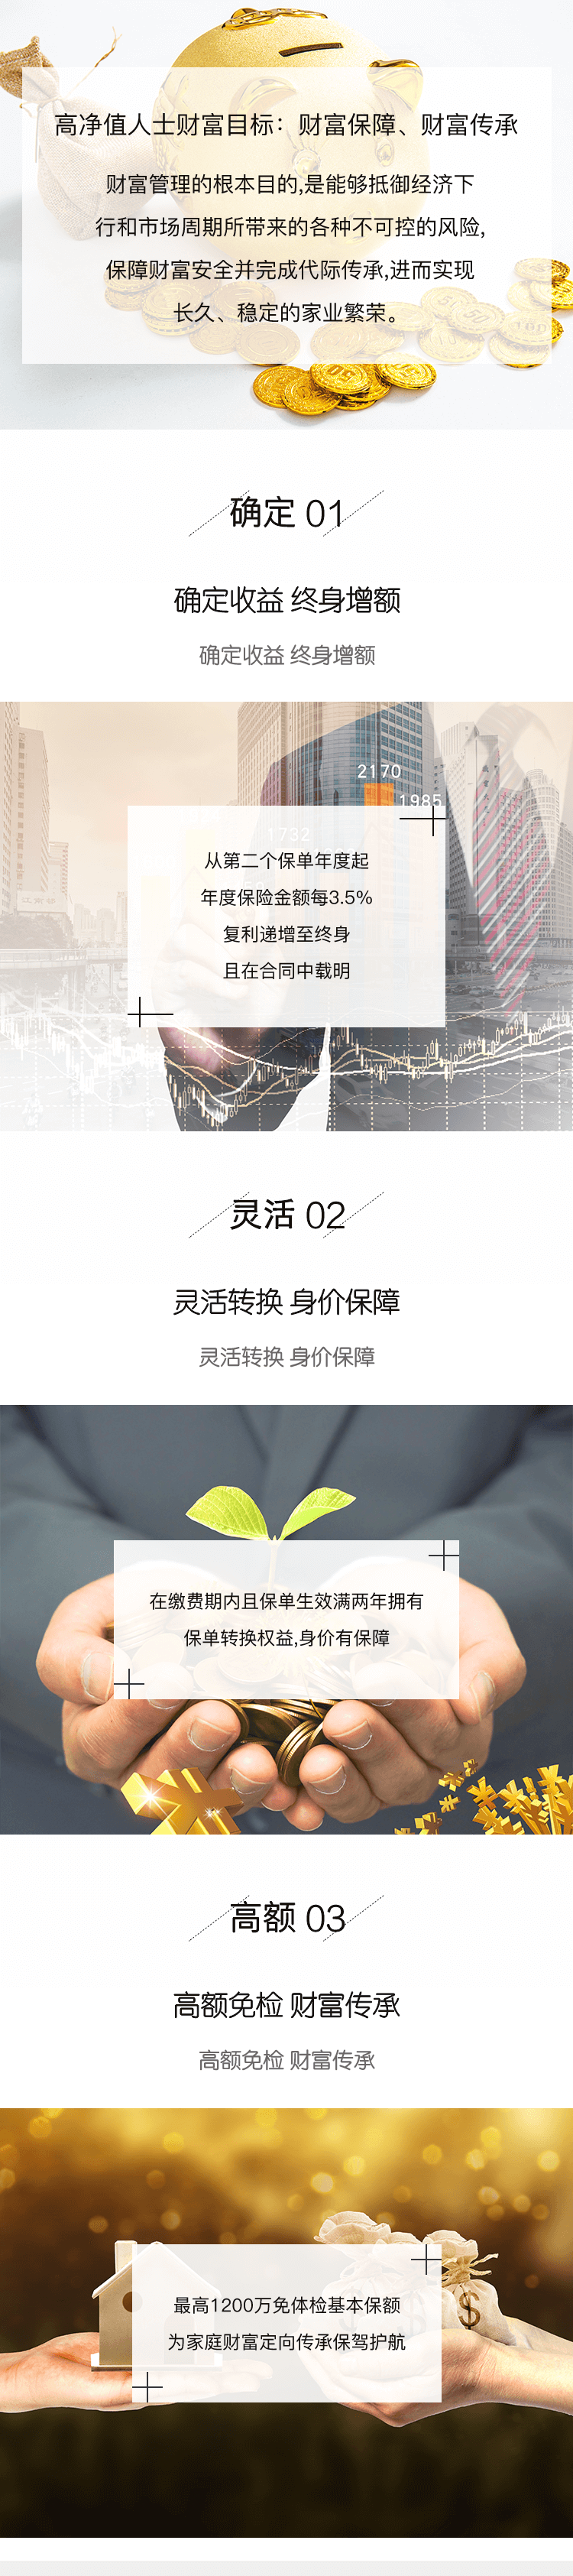 高净值人士财富目标：财富保障、财富传承
财富管理的根本目的,是能够抵御经济下
行和市场周期所带来的各种不可控的风险,
保障财富安全并完成代际传承,进而实现
长久、稳定的家业繁荣。
确定 01
确定收益 终身增额
确定收益 终身增额
2170
1985
1732
从第二个保单年度起
年度保险金额每3.5%
复利递增至终身
且在合同中载明
灵活 02
灵活转换 身价保障
灵活转换 身价保障
在缴费期内且保单生效满两年拥有
保单转换权益,身价有保障
高额 03
高额免检 财富传承
高额免检 财富传承
最高1200万免体检基本保额
为家庭财富定向传承保驾护航
$